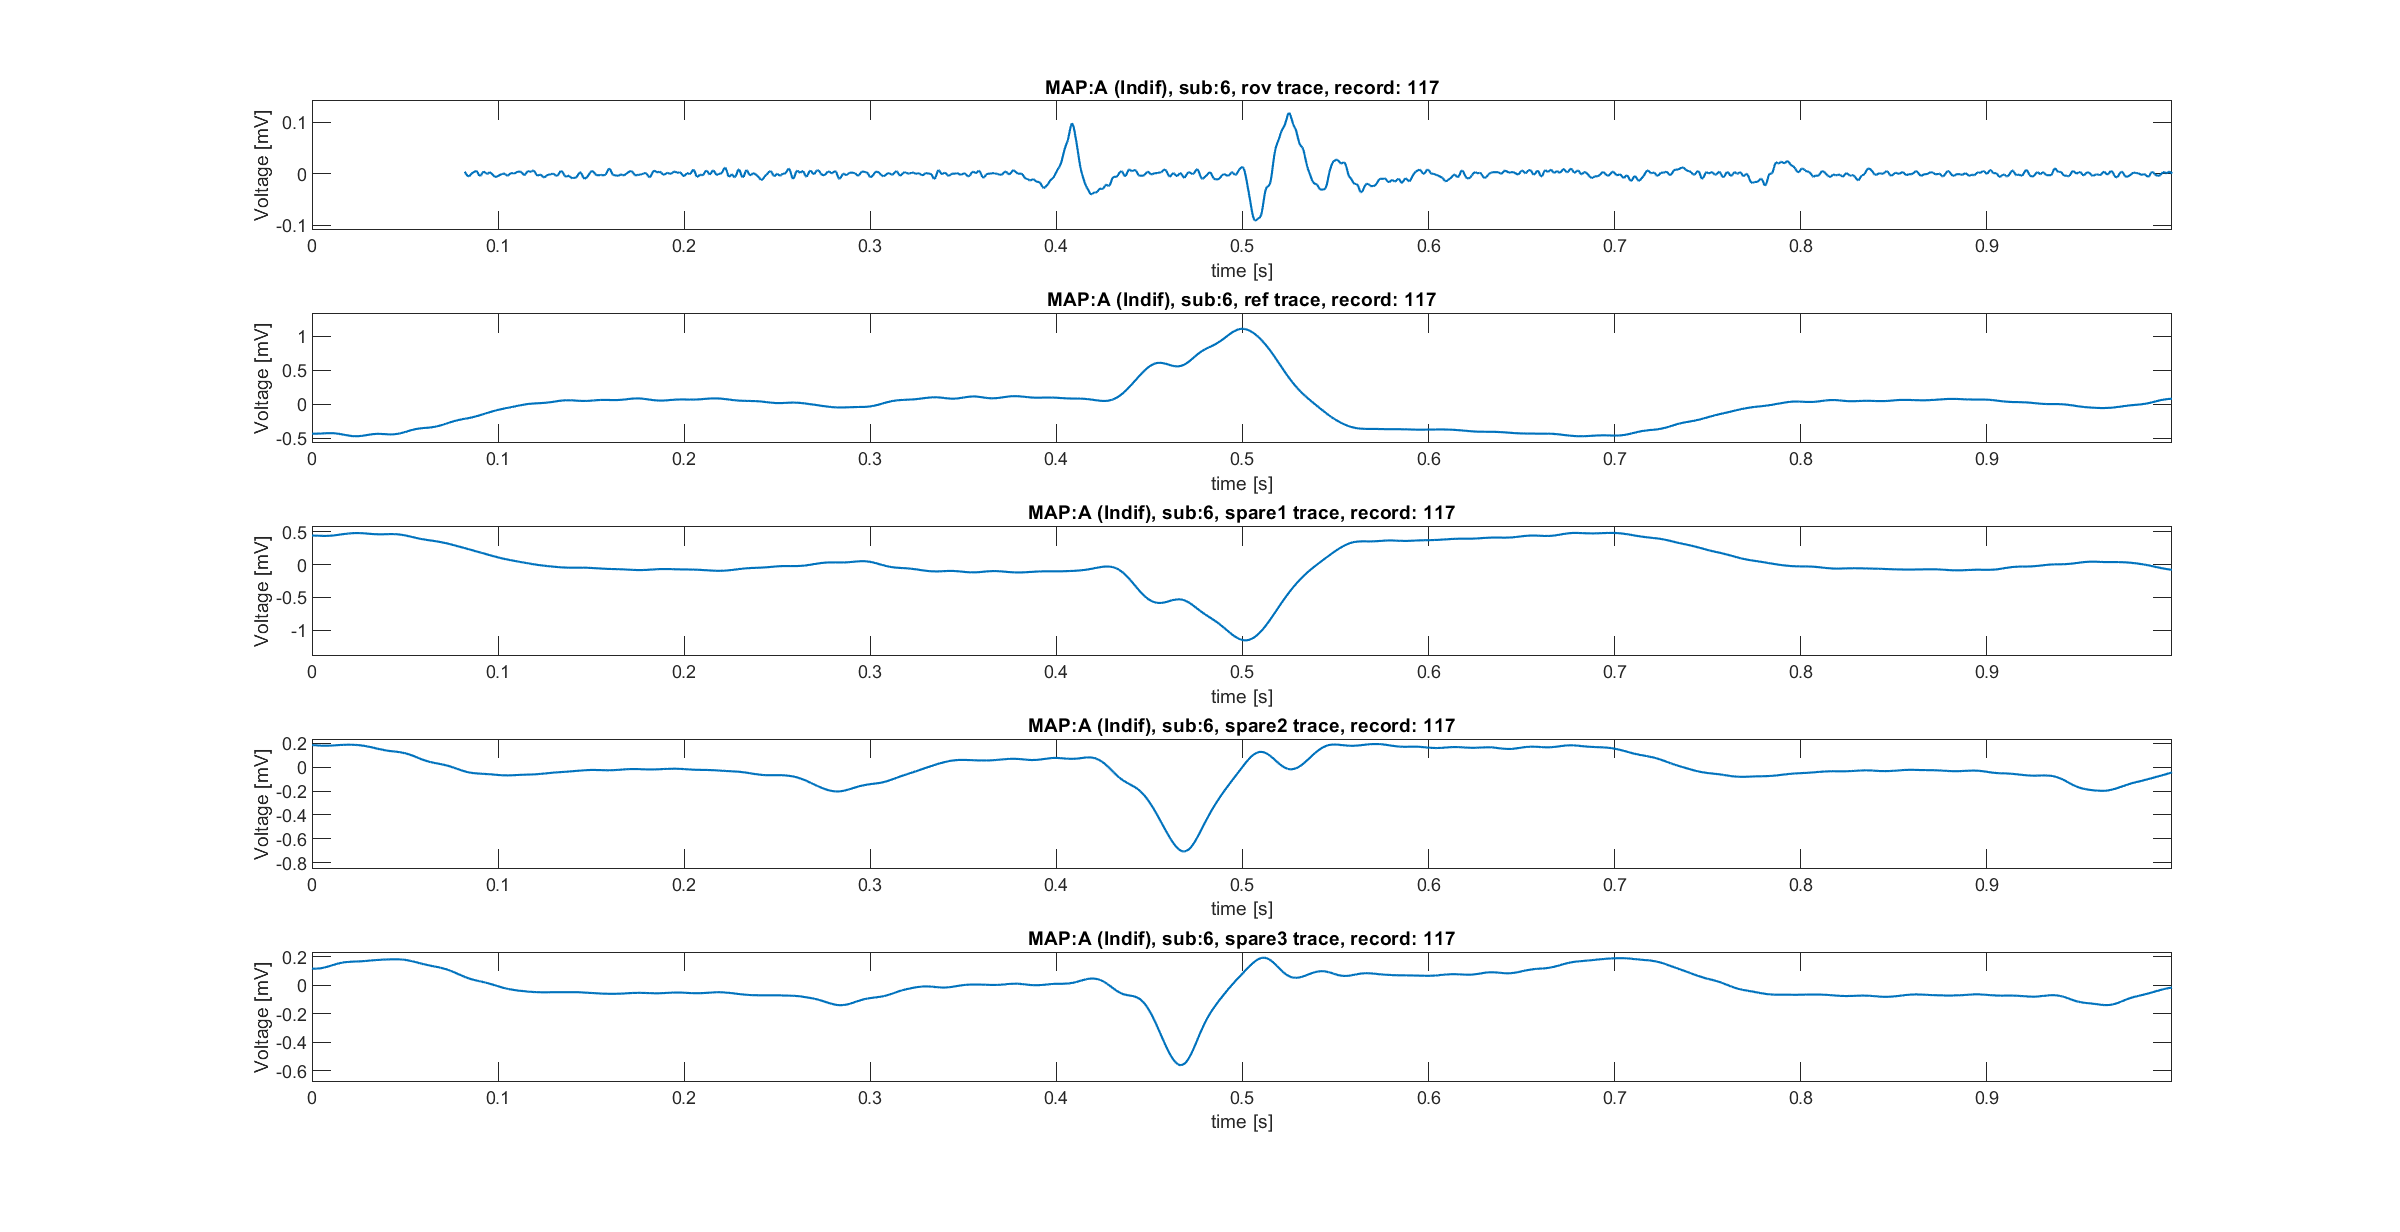 MAP:A (Indif), sub:6, rov trace, record: 117
Voltage [mV]
0.1
0
-0.1
0 0.1 0.2 0.3 0.4 0.5 0.6 0.7 0.8 0.9
time [s]
MAP:A (Indif), sub:6, ref trace, record: 117
Voltage [mV]
1
0.5
0
-0.5
0 0.1 0.2 0.3 0.4 0.5 0.6 0.7 0.8 0.9
time [s]
MAP:A (Indif), sub:6, spare1 trace, record: 117
Voltage [mV]
0.5
0
-0.5
-1
0 0.1 0.2 0.3 0.4 0.5 0.6 0.7 0.8 0.9
time [s]
MAP:A (Indif), sub:6, spare2 trace, record: 117
Voltage [mV]
0.2
0
-0.2
-0.4
-0.6
-0.8
0 0.1 0.2 0.3 0.4 0.5 0.6 0.7 0.8 0.9
time [s]
MAP:A (Indif), sub:6, spare3 trace, record: 117
Voltage [mV]
0.2
0
-0.2
-0.4
-0.6
0 0.1 0.2 0.3 0.4 0.5 0.6 0.7 0.8 0.9
time [s]